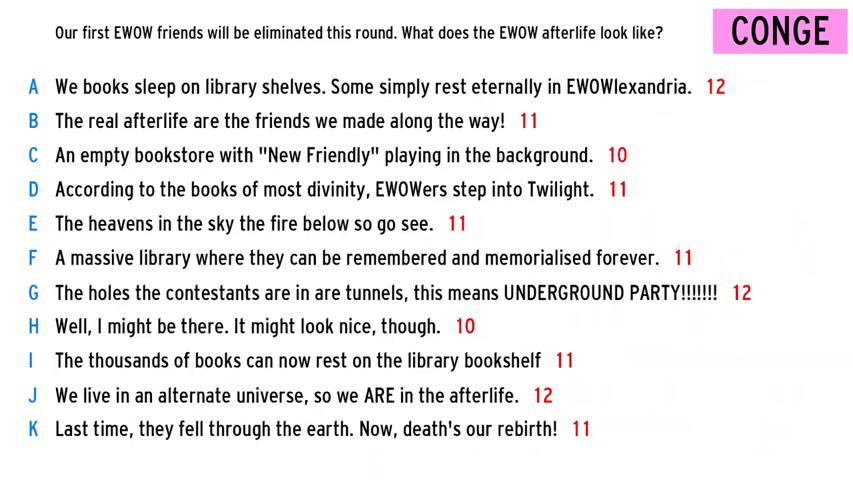 Our first EWOW friends will be eliminated this round. What does the EWOW afterlife look like?
CONGE
A We books sleep on library shelves. Some simply rest eternally in EWOWlexandria. 12
B The real afterlife are the friends we made along the way! 11
C An empty bookstore with "New Friendly" playing in the background. 10
D According to the books of most divinity, EWOWers step into Twilight. 11
E The heavens in the sky the fire below so go see. 11
F A massive library where they can be remembered and memorialised forever. 11
G The holes the contestants are in are tunnels, this means UNDERGROUND PARTY!!!!!!! 12
H Well, I might be there. It might look nice, though. 10
I The thousands of books can now rest on the library bookshelf 11
J We live in an alternate universe, so we ARE in the afterlife. 12
K Last time, they fell through the earth. Now, death's our rebirth! 11